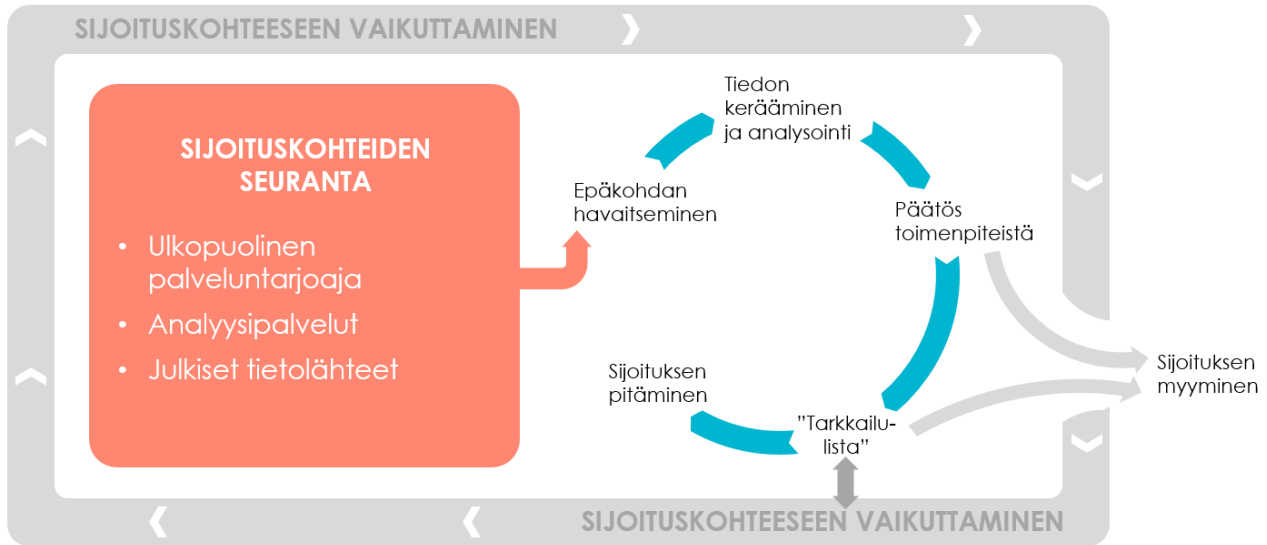 SIJOITUSKOHTEESEEN VAIKUTTAMINEN
SIJOITUSKOHTEIDEN
SEURANTA
• Ulkopuolinen
palveluntarjoaja
• Analyysipalvelut
• Julkiset tietolähteet
Epäkohdan
havaitseminen
Tiedon
kerääminen
ja analysointi
Päätös
toimenpiteistä
Sijoituksen
myyminen
"Tarkkailu-
lista"
Sijoituksen
pitäminen
SIJOITUSKOHTEESEEN VAIKUTTAMINEN